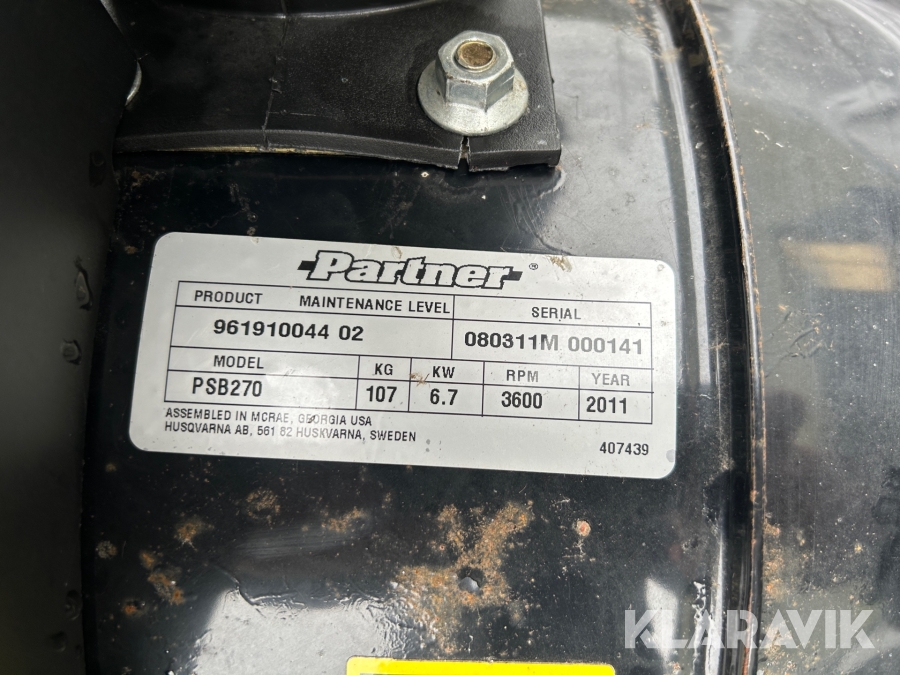 Partner®
PRODUCT MAINTENANCE LEVEL SERIAL
961910044 02 080311M 000141
MODEL KG KW RPM YEAR
PSB270 107 6.7 3600 2011
ASSEMBLED IN MCRAE, GEORGIA USA
HUSQVARNA AB, 561 82 HUSKVARNA, SWEDEN
407439
KLARAVIK